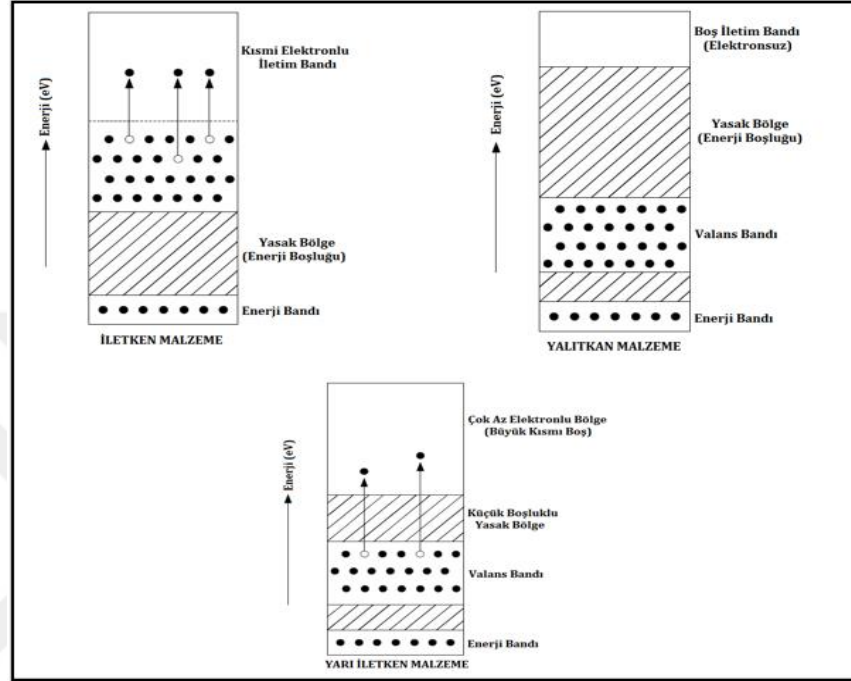 Kısmi Elektronlu
İletim Bandı
Enerji (eV)
Yasak Bölge
(Enerji Boşluğu)
Enerji Bandı
İLETKEN MALZEME
Boş İletim Bandı
(Elektronsuz)
Yasak Bölge
(Enerji Boşluğu)
Enerji (eV)
Valans Bandı
Enerji Bandı
YALITKAN MALZEME
Çok Az Elektronlu Bölge
(Büyük Kısmı Boş)
Enerji (eV)
Küçük Boşluklu
Yasak Bölge
Valans Bandı
Enerji Bandı
YARI İLETKEN MALZEME